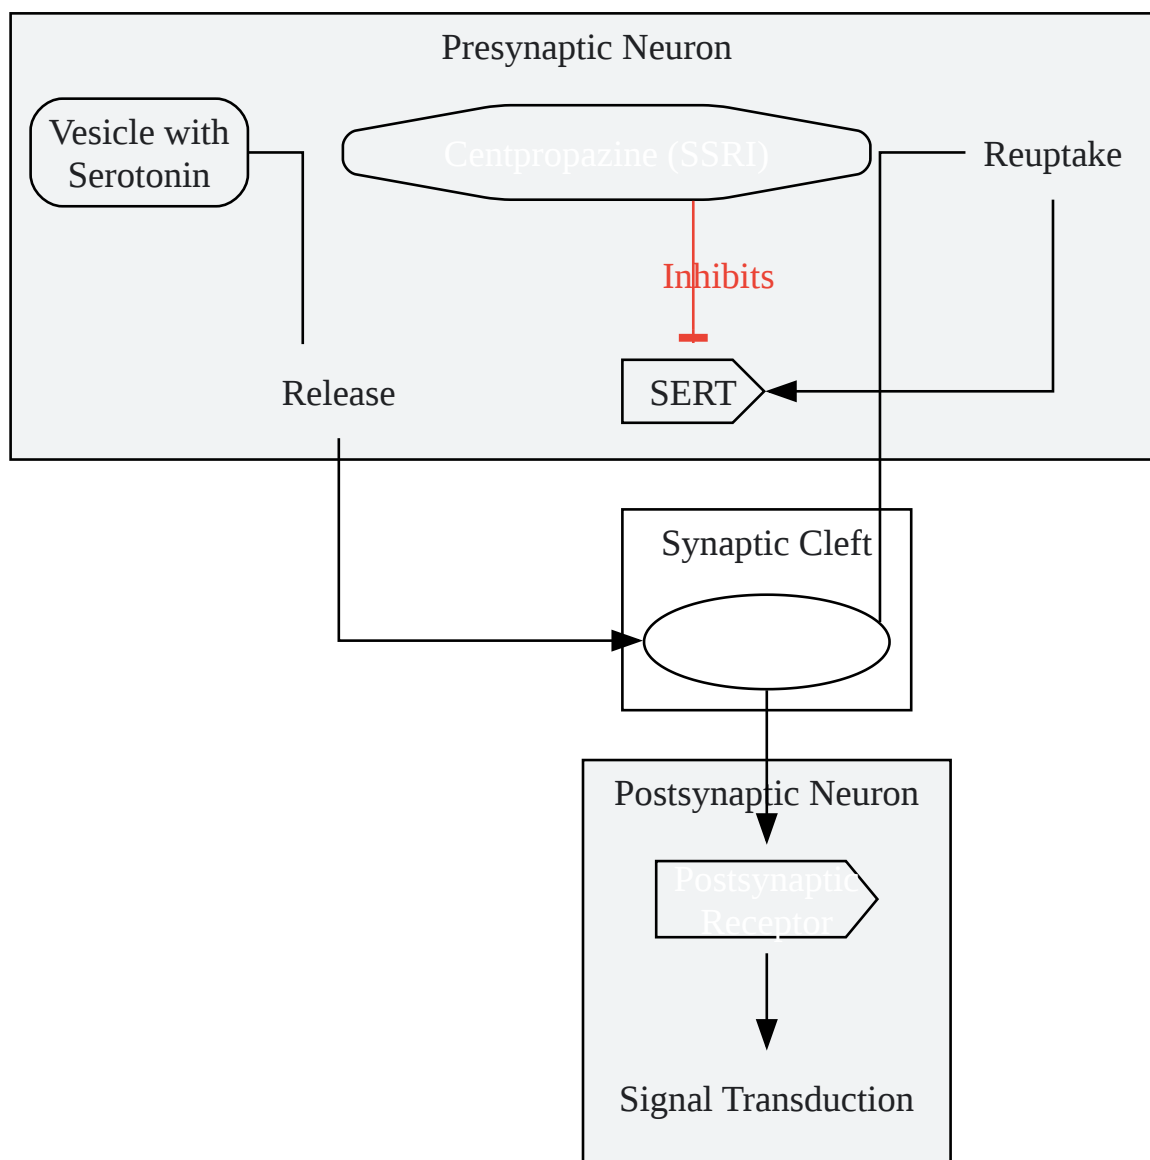 Presynaptic Neuron
Vesicle with
Serotonin
Centpropazine (SSRI)
Reuptake
Inhibits
Release
SERT
Synaptic Cleft
Postsynaptic Neuron
Postsynaptic
Receptor
Signal Transduction